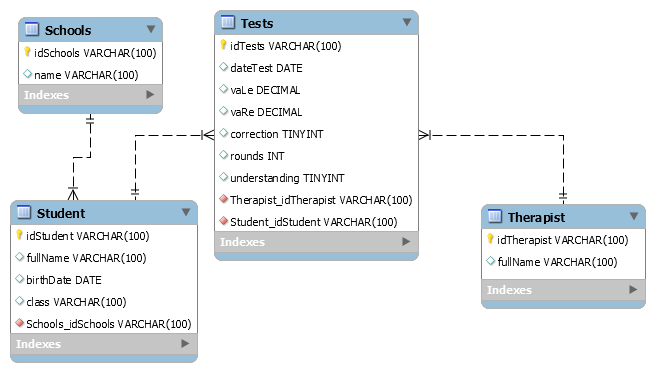 Schools
idSchools VARCHAR(100)
name VARCHAR(100)
Indexes
Tests
idTests VARCHAR(100)
dateTest DATE
vaLe DECIMAL
vaRe DECIMAL
correction TINYINT
rounds INT
understanding TINYINT
Therapist_idTherapist VARCHAR(100)
Student_idStudent VARCHAR(100)
Indexes
Student
idStudent VARCHAR(100)
fullName VARCHAR(100)
birthDate DATE
class VARCHAR(100)
Schools_idSchools VARCHAR(100)
Indexes
Therapist
idTherapist VARCHAR(100)
fullName VARCHAR(100)
Indexes